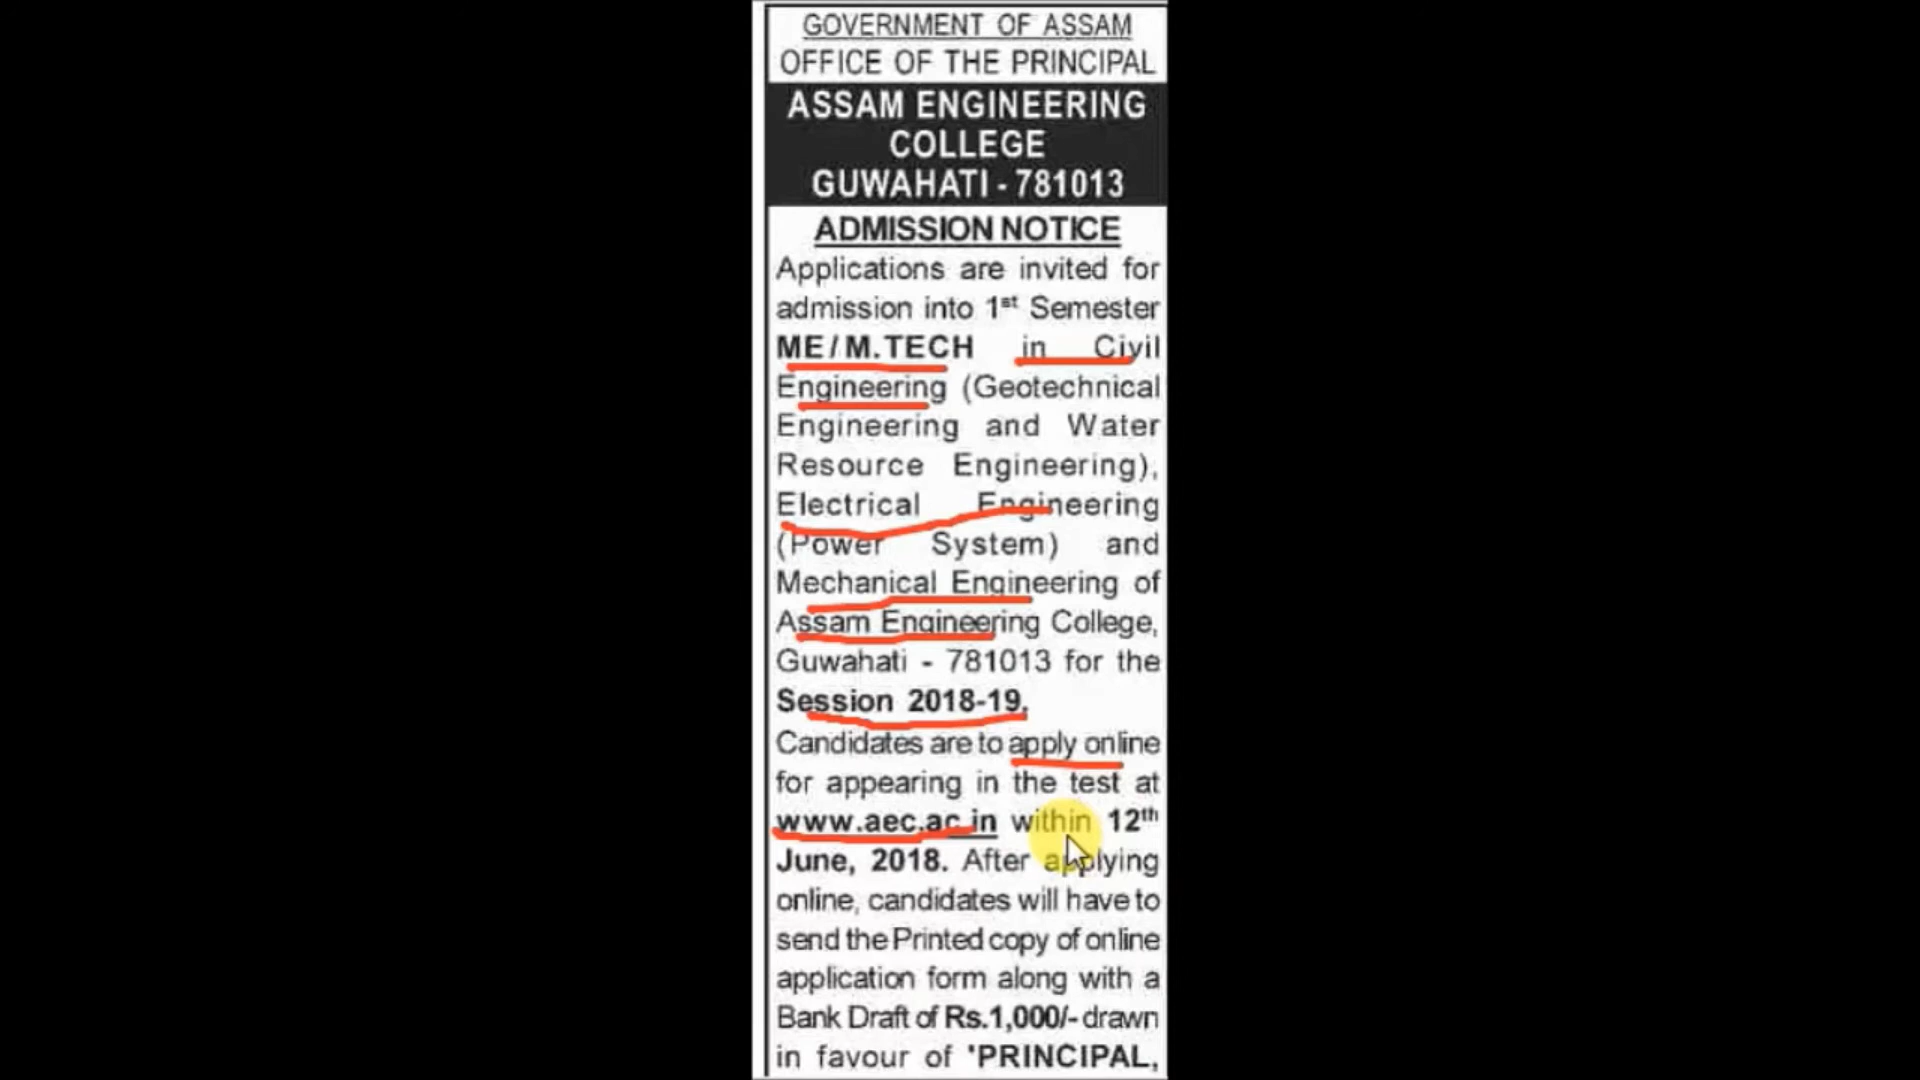 GOVERNMENT OF ASSAM
OFFICE OF THE PRINCIPAL
ASSAM ENGINEERING
COLLEGE
GUWAHATI - 781013
ADMISSION NOTICE
Applications are invited for
admission into 1st Semester
ME/M.TECH in Civil
Engineering (Geotechnical
Engineering and Water
Resource Engineering),
Electrical Engineering
(Power System) and
Mechanical Engineering of
Assam Engineering College,
Guwahati - 781013 for the
Session 2018-19.
Candidates are to apply online
for appearing in the test at
www.aec.ac.in within 12th
June, 2018. After applying
online, candidates will have to
send the Printed copy of online
application form along with a
Bank Draft of Rs.1,000/- drawn
in favour of 'PRINCIPAL,